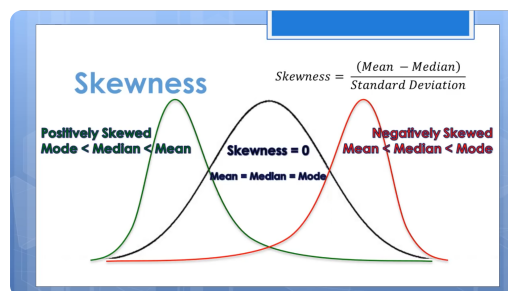 Skewness
Skewness = (Mean − Median) / Standard Deviation
Positively Skewed
Mode < Median < Mean
Skewness = 0
Mean = Median = Mode
Negatively Skewed
Mean < Median < Mode